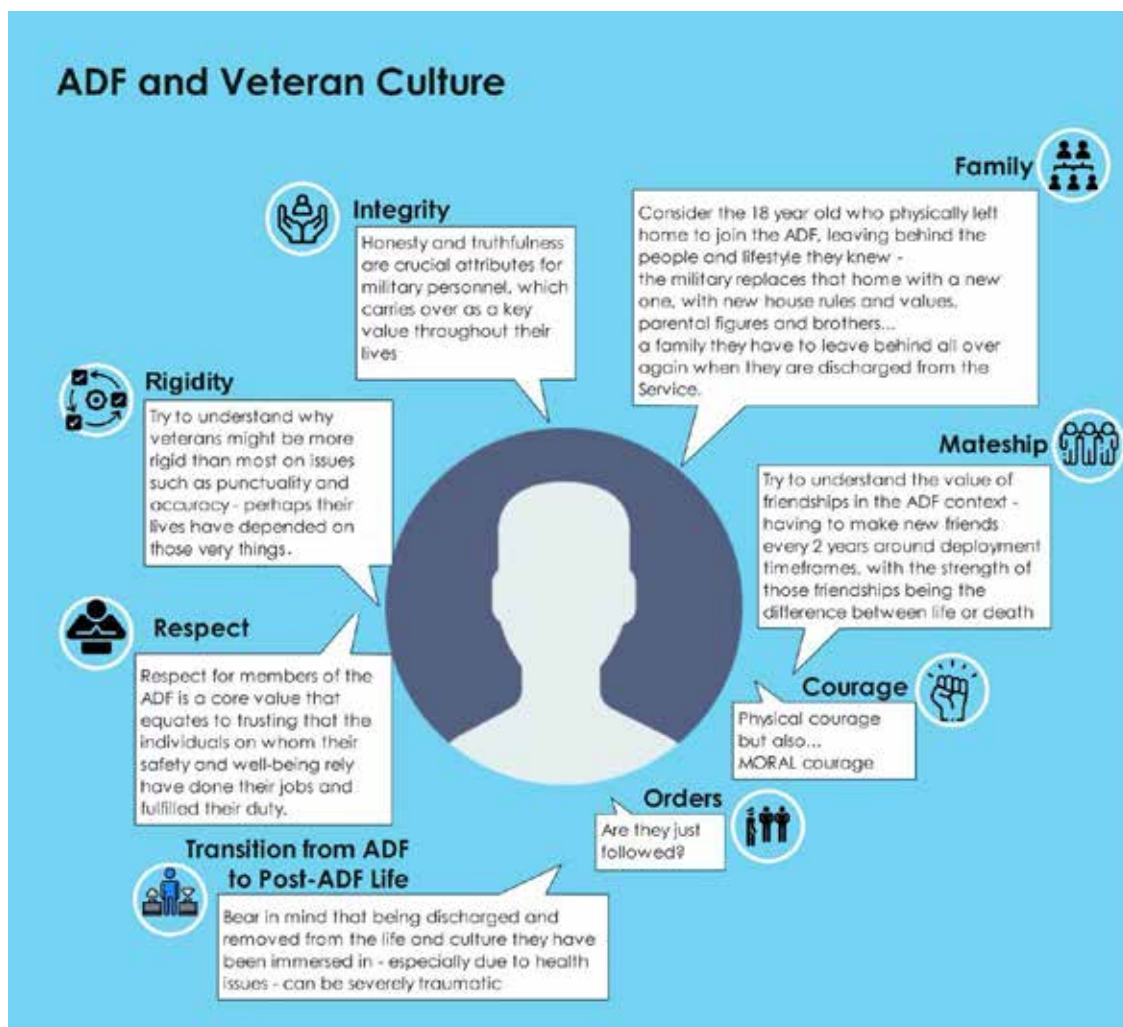 ADF and Veteran Culture
Family
Consider the 18 year old who physically left
home to join the ADF, leaving behind the
people and lifestyle they knew -
the military replaces that home with a new
one, with new house rules and values,
parental figures and brothers...
a family they have to leave behind all over
again when they are discharged from the
Service.
Integrity
Honesty and truthfulness
are crucial attributes for
military personnel, which
carries over as a key
value throughout their
lives
Rigidity
Try to understand why
veterans might be more
rigid than most on issues
such as punctuality and
accuracy - perhaps their
lives have depended on
those very things.
Mateship
Try to understand the value of
friendships in the ADF context -
having to make new friends
every 2 years around deployment
timeframes, with the strength of
those friendships being the
difference between life or death
Respect
Respect for members of the
ADF is a core value that
equates to trusting that the
individuals on whom their
safety and well-being rely
have done their jobs and
fulfilled their duty.
Courage
Physical courage
but also...
MORAL courage
Orders
Are they just
followed?
Transition from ADF
to Post-ADF Life
Bear in mind that being discharged and
removed from the life and culture they have
been immersed in - especially due to health
issues - can be severely traumatic